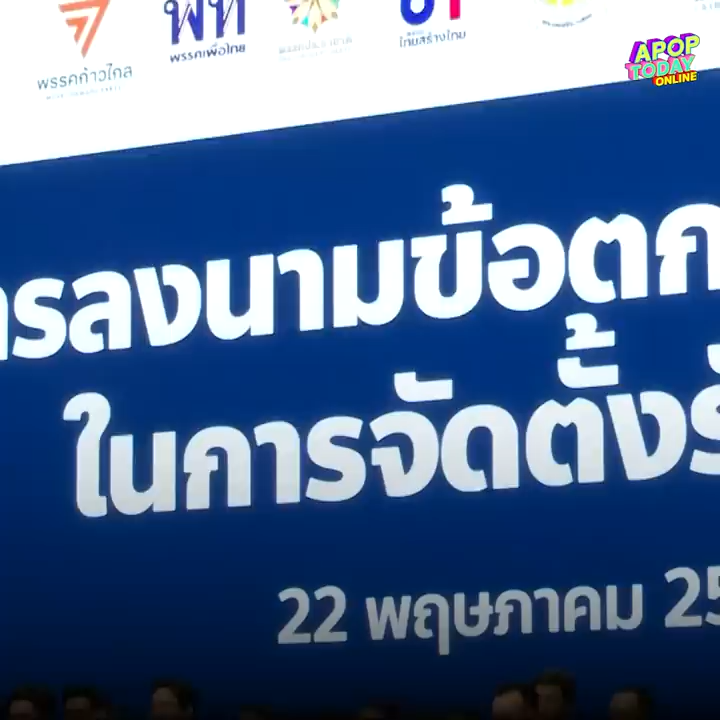 พรรคก้าวไกล
พท
พรรคเพื่อไทย
ไทยสร้างไทย
APOP
TODAY
ONLINE
รลงนามข้อตก
ในการจัดตั้งรั
22 พฤษภาคม 25